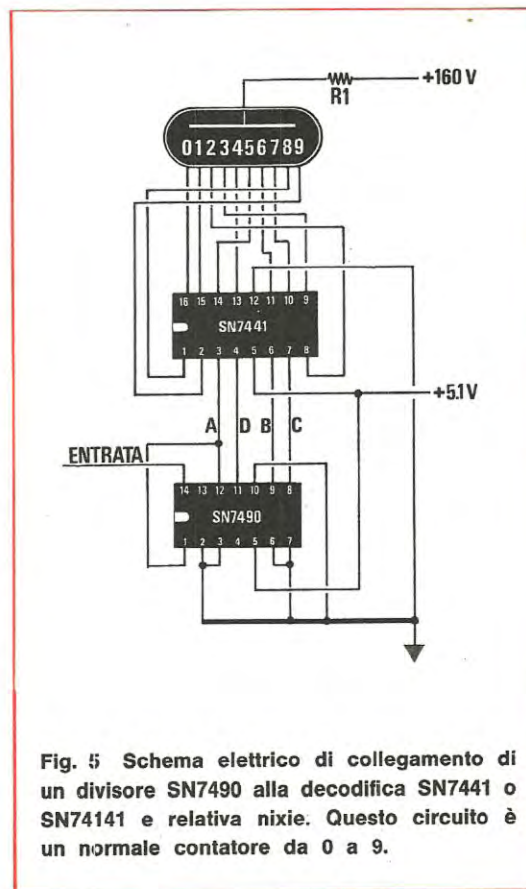 +160 V
R1
0123456789
16 15 14 13 12 11 10 9
SN7441
1 2 3 4 5 6 7 8
+5.1 V
A D B C
ENTRATA
14 13 12 11 10 9 8
SN7490
1 2 3 4 5 6 7
Fig. 5 Schema elettrico di collegamento di
un divisore SN7490 alla decodifica SN7441 o
SN74141 e relativa nixie. Questo circuito è
un normale contatore da 0 a 9.